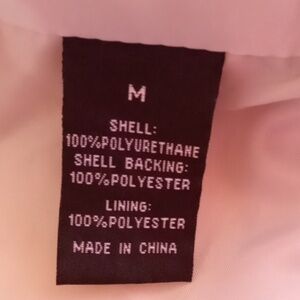 M
SHELL:
100%POLYURETHANE
SHELL BACKING:
100%POLYESTER
LINING:
100%POLYESTER
MADE IN CHINA